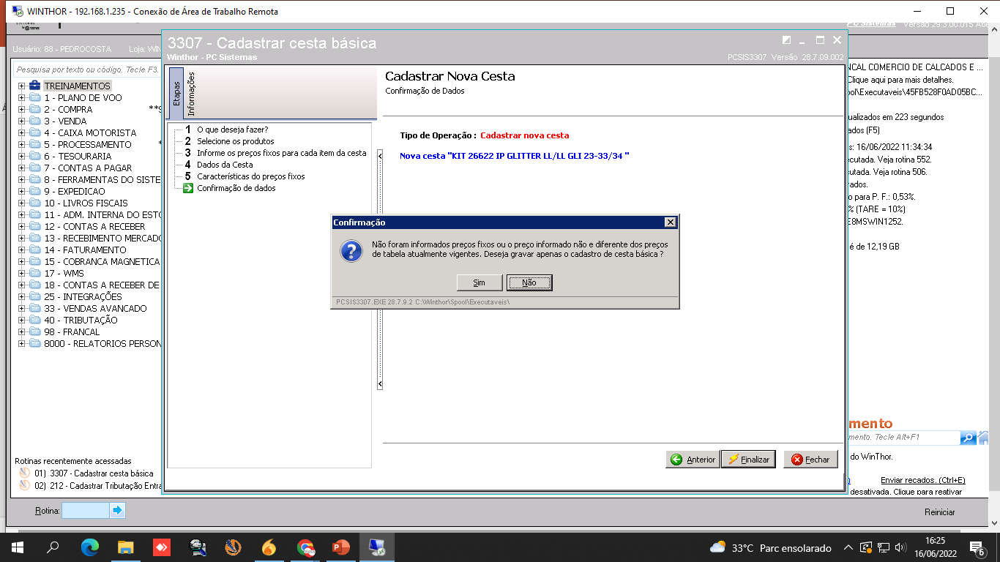 WINTHOR - 192.168.1.235 - Conexão de Área de Trabalho Remota
PC Sistemas Versão 29.3.00.015
Usuário: 88 - PEDROCOSTA Loja: WIN
Pesquisa por texto ou código. Tecle F3.
TREINAMENTOS
1 - PLANO DE VOO
2 - COMPRA **S
3 - VENDA
4 - CAIXA MOTORISTA
5 - PROCESSAMENTO *
6 - TESOURARIA
7 - CONTAS A PAGAR
8 - FERRAMENTAS DO SISTE
9 - EXPEDICAO
10 - LIVROS FISCAIS
11 - ADM. INTERNA DO ESTO
12 - CONTAS A RECEBER
13 - RECEBIMENTO MERCADO
14 - FATURAMENTO
15 - COBRANCA MAGNETICA
17 - WMS
18 - CONTAS A RECEBER DE
25 - INTEGRAÇÕES
33 - VENDAS AVANCADO
40 - TRIBUTAÇÃO
98 - FRANCAL
8000 - RELATORIOS PERSON
Rotinas recentemente acessadas
01) 3307 - Cadastrar cesta básica
02) 212 - Cadastrar Tributação Entra
Rotina:
3307 - Cadastrar cesta básica
Winthor - PC Sistemas
PCSIS3307 Versão 28.7.09.002
Etapas
Informações
1 O que deseja fazer?
2 Selecione os produtos
3 Informe os preços fixos para cada item da cesta
4 Dados da Cesta
5 Características do preços fixos
Confirmação de dados
Cadastrar Nova Cesta
Confirmação de Dados
Tipo de Operação : Cadastrar nova cesta
Nova cesta "KIT 26622 IP GLITTER LL/LL GLI 23-33/34 "
Confirmação
Não foram informados preços fixos ou o preço informado não e diferente dos preços
de tabela atualmente vigentes. Deseja gravar apenas o cadastro de cesta básica ?
Sim Não
PCSIS3307.EXE 28.7.9.2 C:\Winthor\Spool\Executaveis\
Anterior Finalizar Fechar
NCAL COMERCIO DE CALCADOS E ...
Clique aqui para mais detalhes.
ool\Executaveis\45FB528F0AD05BC...
ualizados em 223 segundos
ados (F5)
s: 16/06/2022 11:34:34
ecutada. Veja rotina 552.
utada. Veja rotina 506.
rados.
o para P. F.: 0,53%.
% (TARE = 10%)
E8MSWIN1252.
é de 12,19 GB
mento
mento. Tecle Alt+F1
do WinThor.
Enviar recados. (Ctrl+E)
desativada. Clique para reativar
Reiniciar
33°C Parc ensolarado
16:25
16/06/2022
6